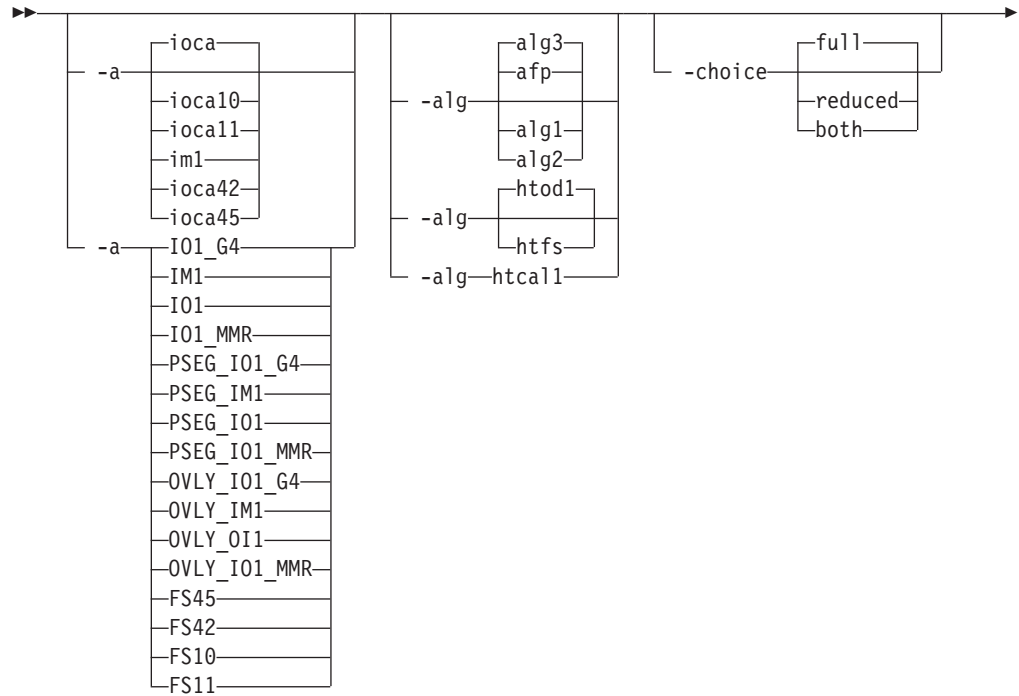 ioca
-a
ioca10
ioca11
im1
ioca42
ioca45
-a IO1_G4
IM1
IO1
IO1_MMR
PSEG_IO1_G4
PSEG_IM1
PSEG_IO1
PSEG_IO1_MMR
OVLY_IO1_G4
OVLY_IM1
OVLY_OI1
OVLY_IO1_MMR
FS45
FS42
FS10
FS11
alg3
afp
-alg
alg1
alg2
htod1
-alg
htfs
-alg htcal1
full
-choice
reduced
both